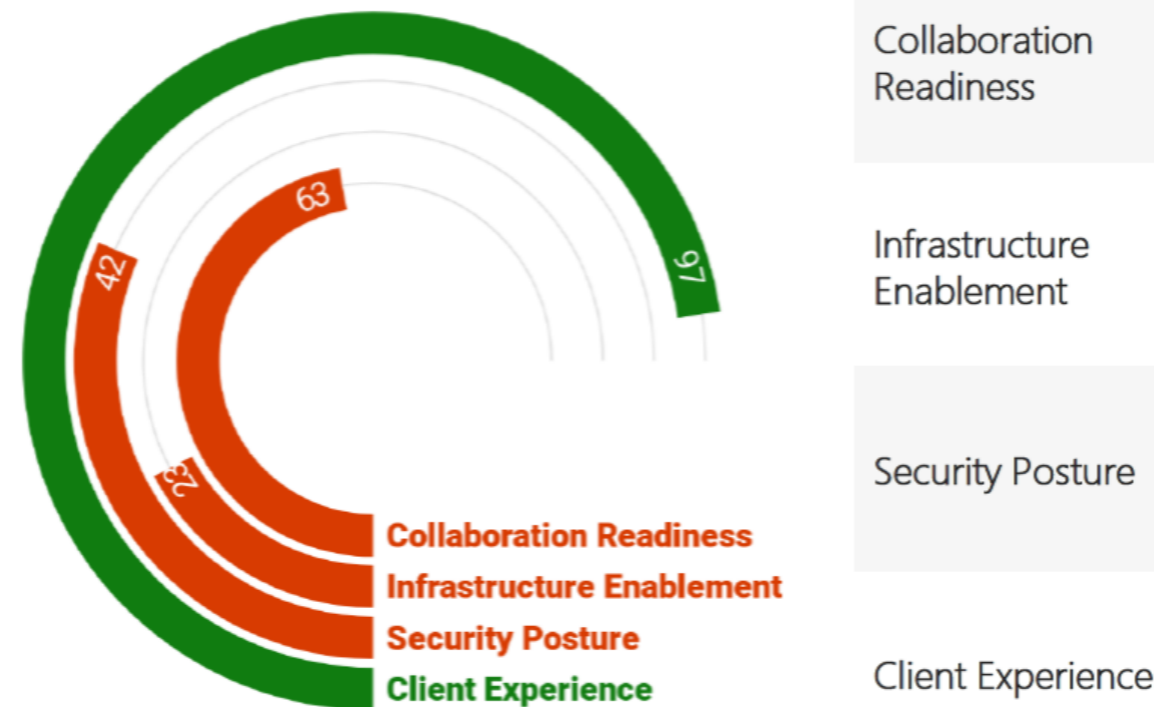 63
42
97
23
Collaboration Readiness
Infrastructure Enablement
Security Posture
Client Experience
Collaboration
Readiness
Infrastructure
Enablement
Security Posture
Client Experience